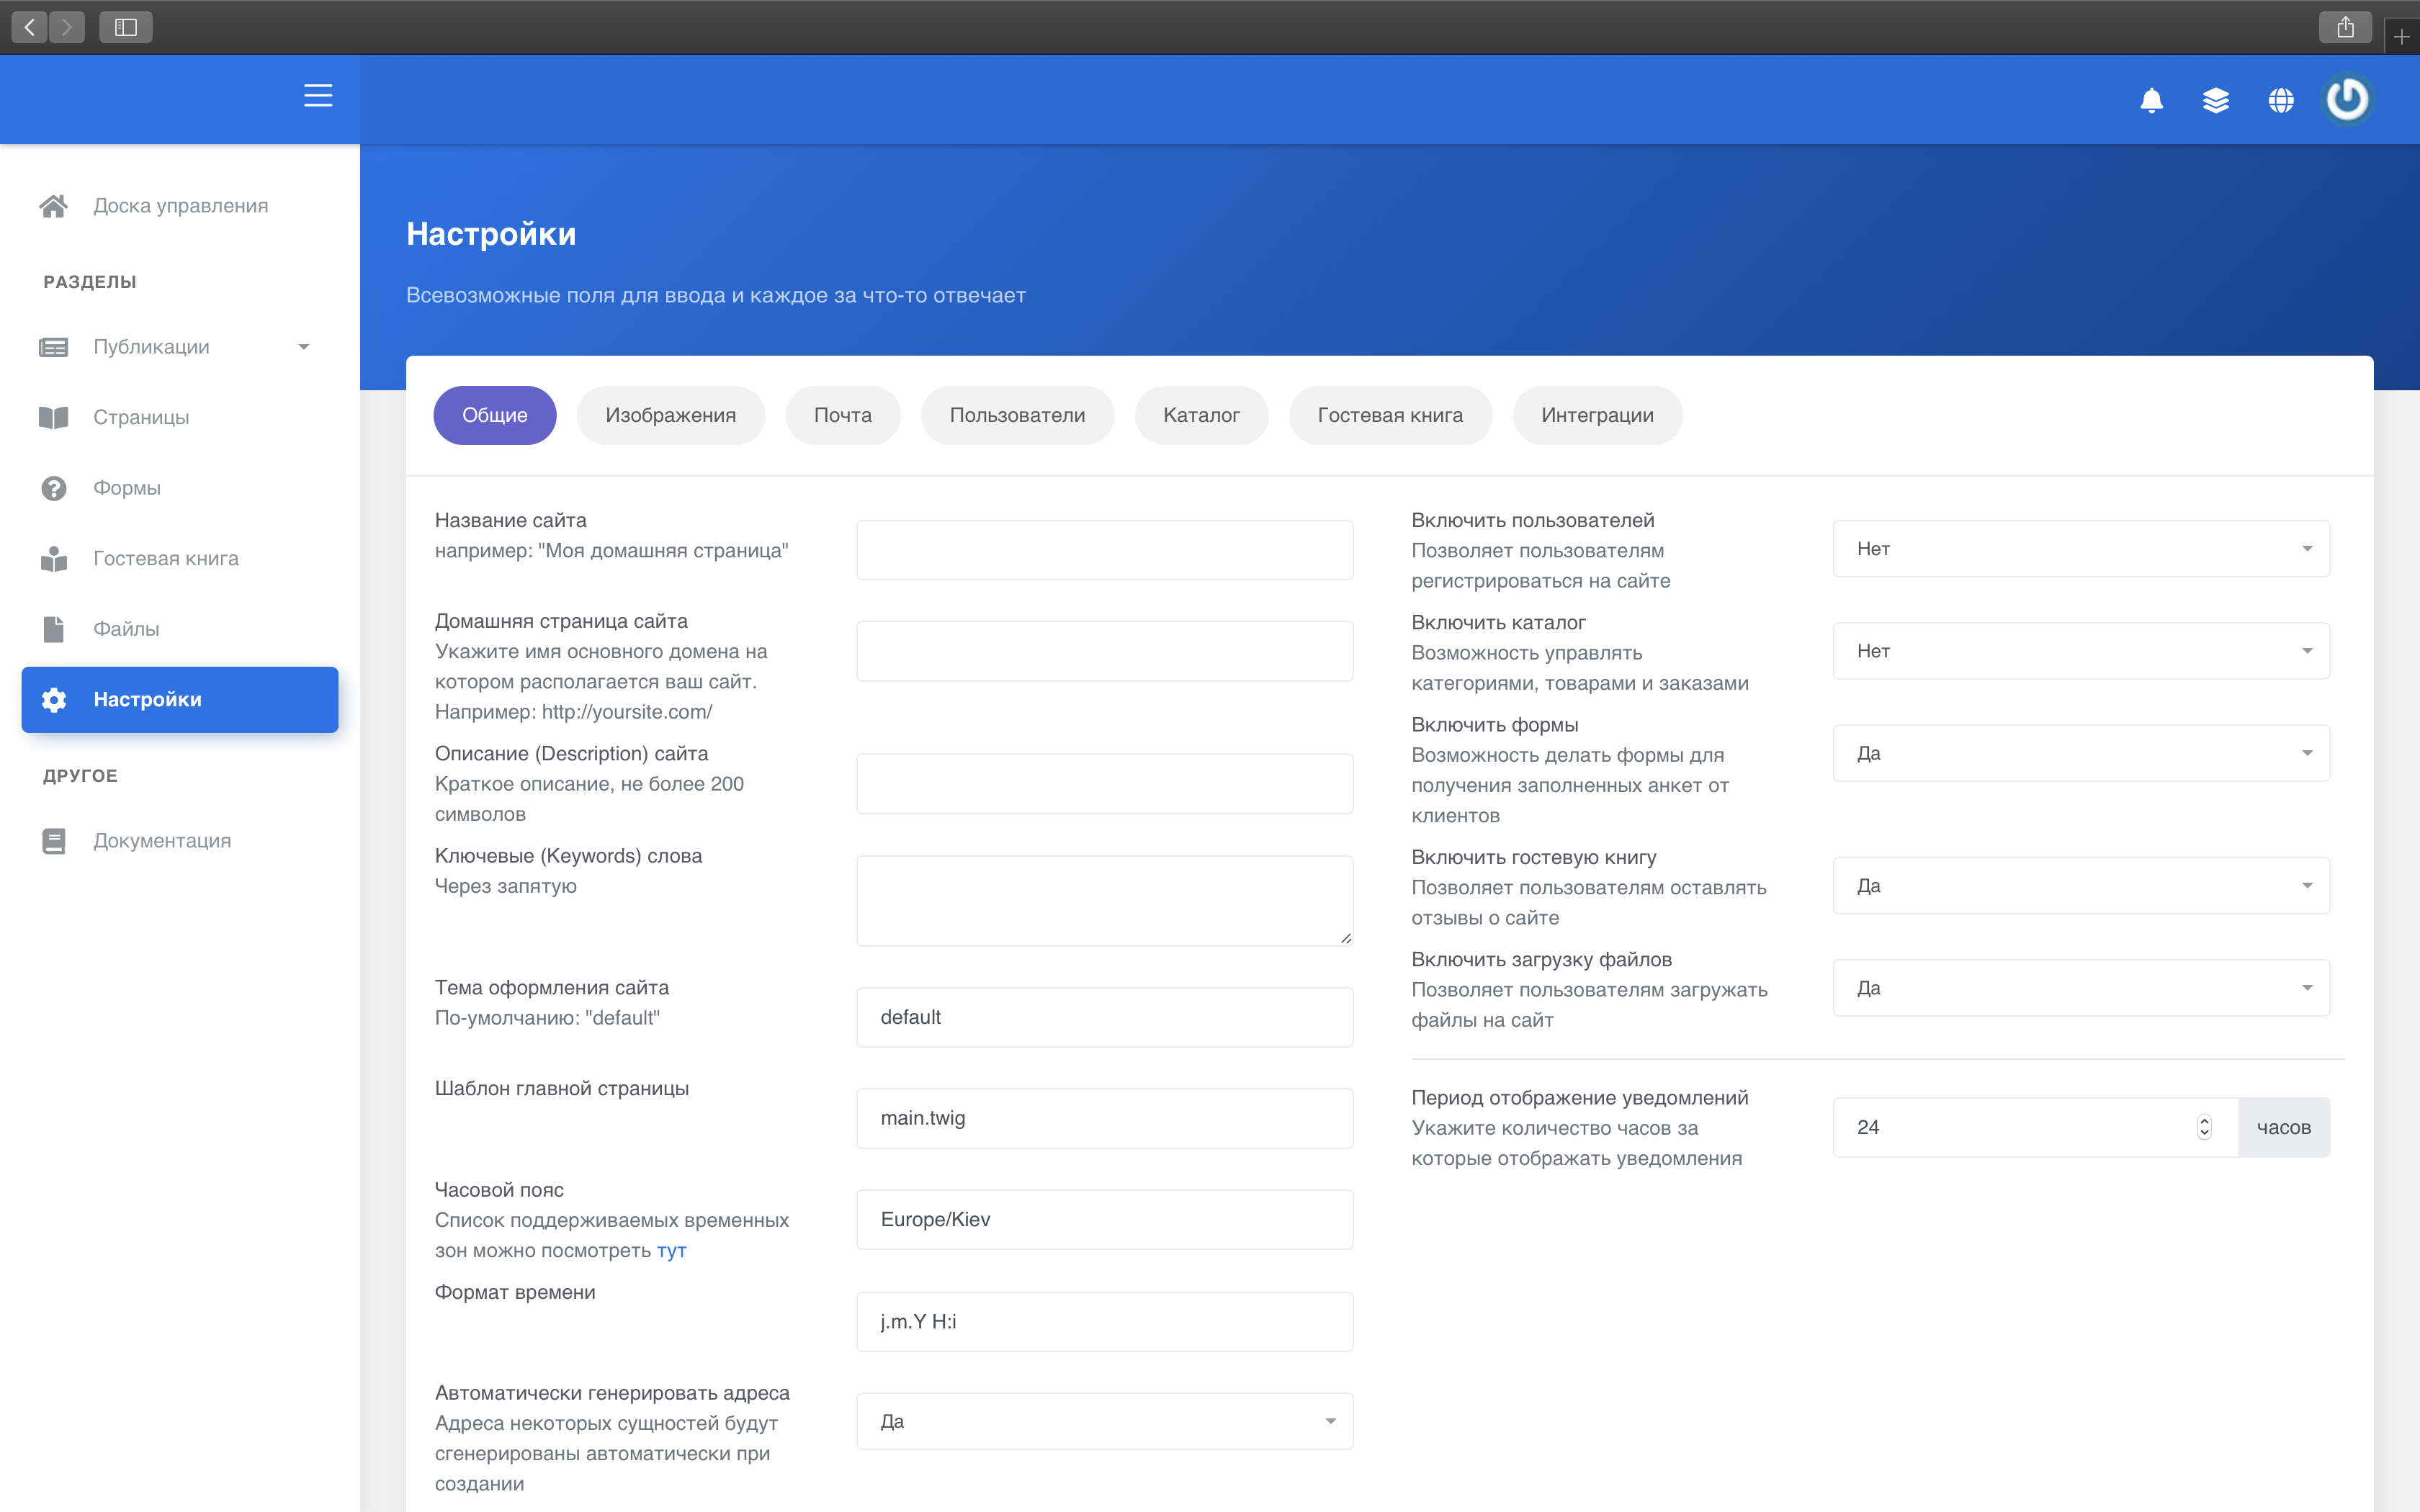 Доска управления
РАЗДЕЛЫ
Публикации
Страницы
Формы
Гостевая книга
Файлы
Настройки
ДРУГОЕ
Документация
Настройки
Всевозможные поля для ввода и каждое за что-то отвечает
Общие
Изображения
Почта
Пользователи
Каталог
Гостевая книга
Интеграции
Название сайта
например: "Моя домашняя страница"
Домашняя страница сайта
Укажите имя основного домена на
котором располагается ваш сайт.
Например: http://yoursite.com/
Описание (Description) сайта
Краткое описание, не более 200
символов
Ключевые (Keywords) слова
Через запятую
Тема оформления сайта
По-умолчанию: "default"
default
Шаблон главной страницы
main.twig
Часовой пояс
Список поддерживаемых временных
зон можно посмотреть тут
Europe/Kiev
Формат времени
j.m.Y H:i
Автоматически генерировать адреса
Адреса некоторых сущностей будут
сгенерированы автоматически при
создании
Да
Включить пользователей
Позволяет пользователям
регистрироваться на сайте
Нет
Включить каталог
Возможность управлять
категориями, товарами и заказами
Нет
Включить формы
Возможность делать формы для
получения заполненных анкет от
клиентов
Да
Включить гостевую книгу
Позволяет пользователям оставлять
отзывы о сайте
Да
Включить загрузку файлов
Позволяет пользователям загружать
файлы на сайт
Да
Период отображение уведомлений
Укажите количество часов за
которые отображать уведомления
24
часов